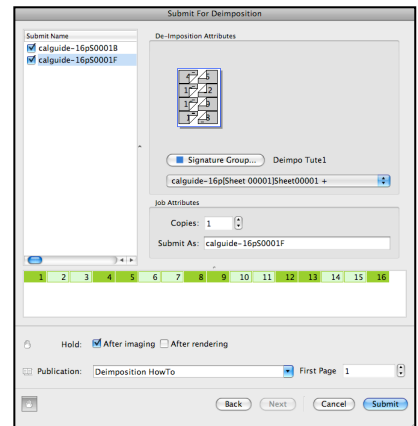 Submit For Deimposition
Submit Name
calguide-16pS0001B
calguide-16pS0001F
De-Imposition Attributes
Signature Group... Deimpo Tute1
calguide-16p[Sheet 00001]Sheet00001 +
Job Attributes
Copies: 1
Submit As: calguide-16pS0001F
1 2 3 4 5 6 7 8 9 10 11 12 13 14 15 16
Hold: After imaging After rendering
Publication: Deimposition HowTo First Page 1
Back Next Cancel Submit